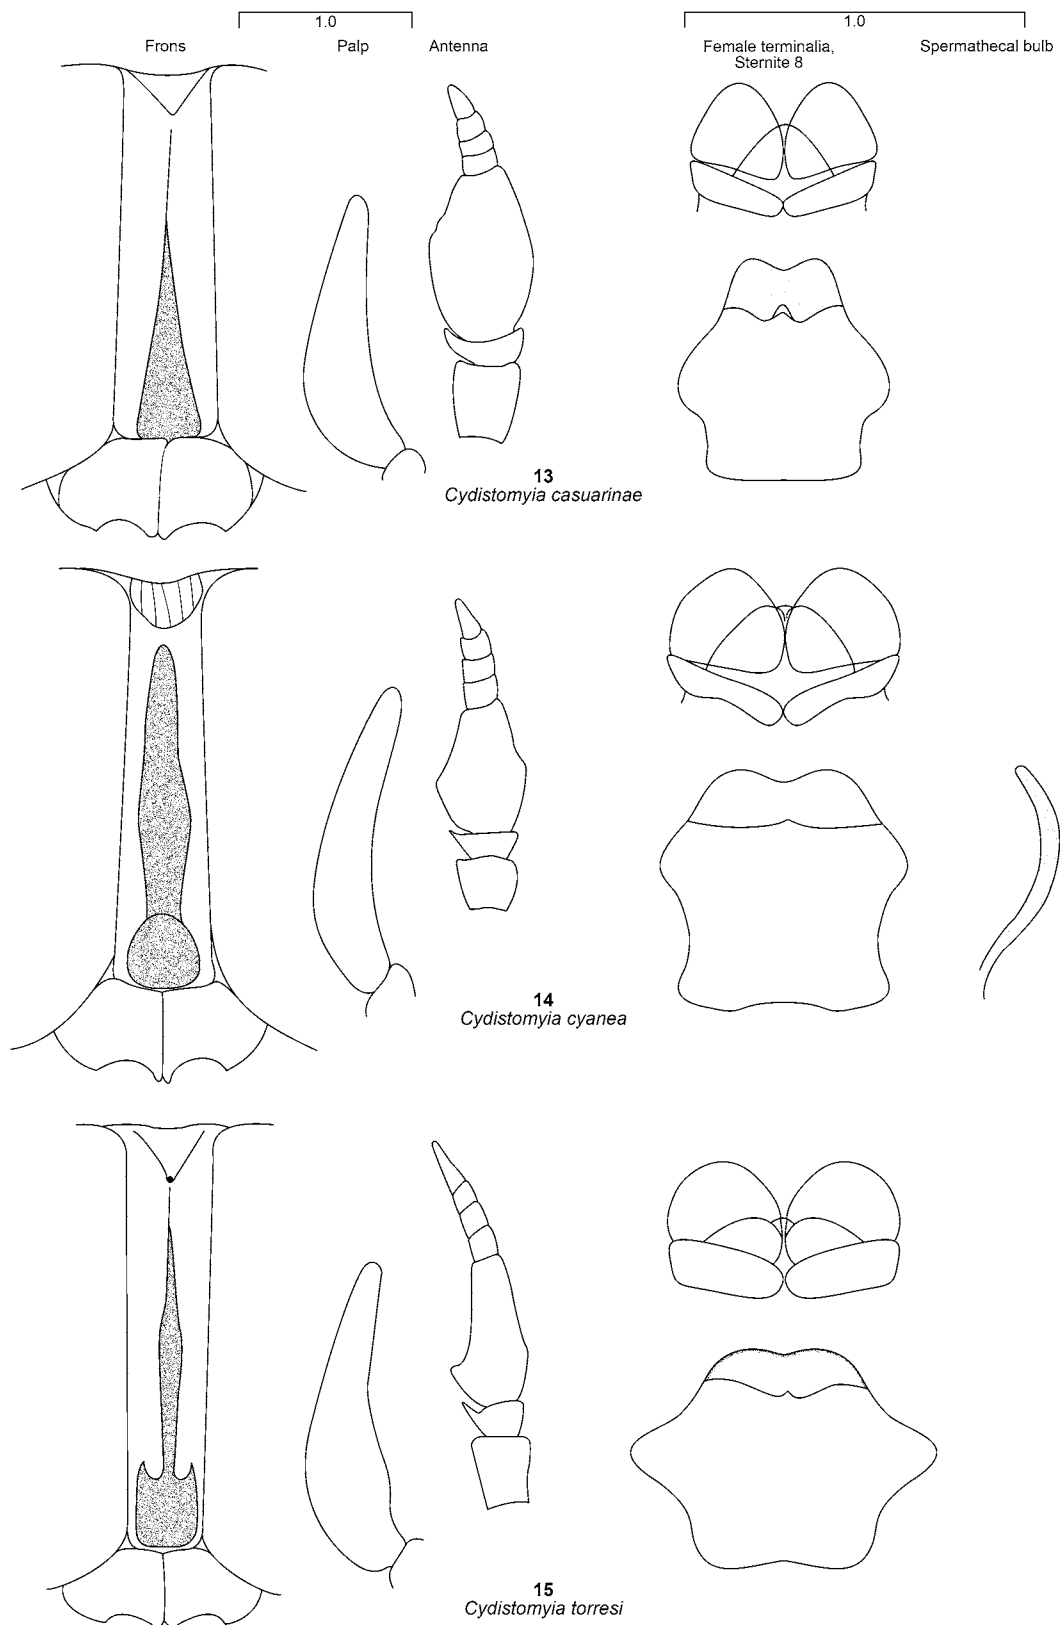 1.0
1.0
Frons
Palp
Antenna
Female terminalia,
Sternite 8
Spermathecal bulb
13
Cydistomyia casuarinae
14
Cydistomyia cyanea
15
Cydistomyia torresi